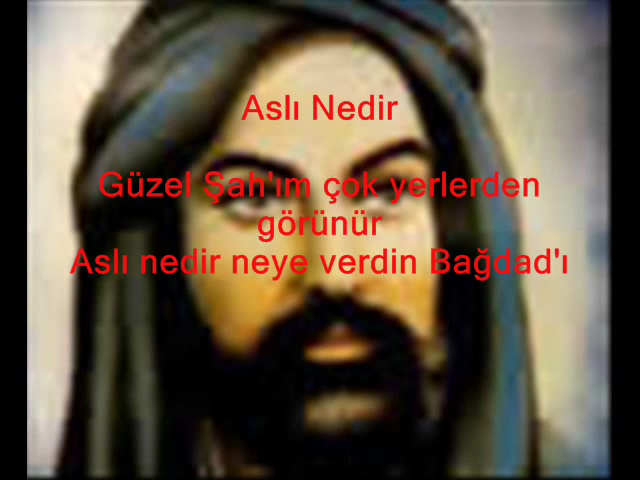 Aslı Nedir
Güzel Şah'ım çok yerlerden
görünür
Aslı nedir neye verdin Bağdad'ı